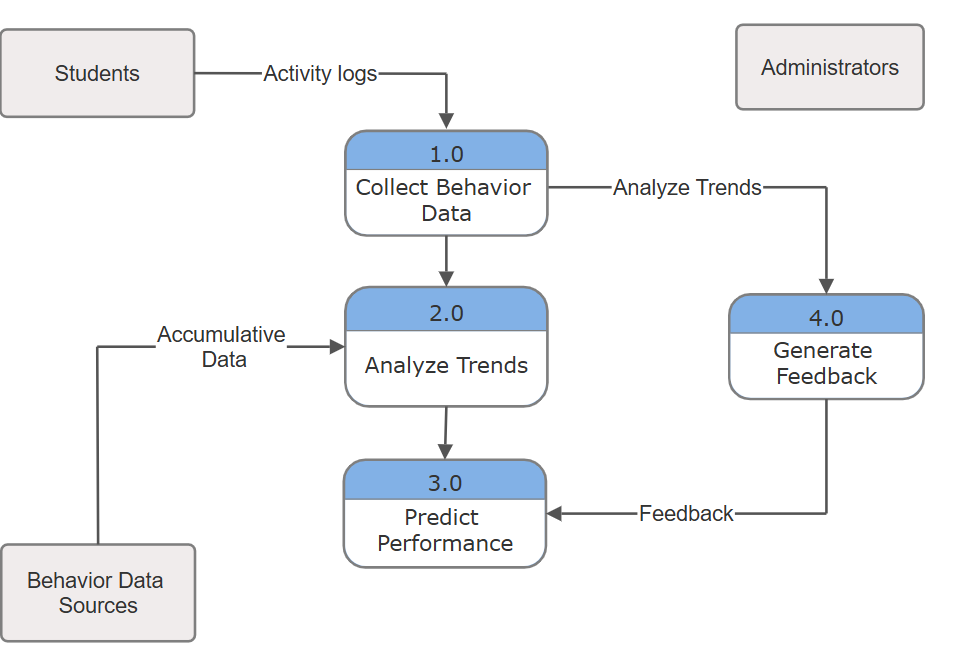 Students
Activity logs
Administrators
1.0
Collect Behavior
Data
Analyze Trends
2.0
Analyze Trends
Accumulative
Data
4.0
Generate
Feedback
3.0
Predict
Performance
Feedback
Behavior Data
Sources